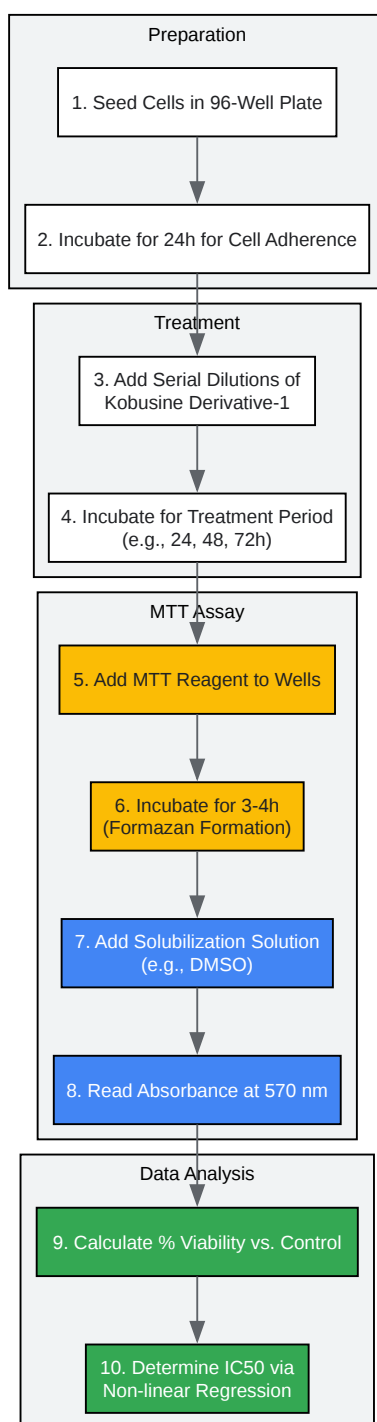 Preparation
1. Seed Cells in 96-Well Plate
2. Incubate for 24h for Cell Adherence
Treatment
3. Add Serial Dilutions of
Kobusine Derivative-1
4. Incubate for Treatment Period
(e.g., 24, 48, 72h)
MTT Assay
5. Add MTT Reagent to Wells
6. Incubate for 3-4h
(Formazan Formation)
7. Add Solubilization Solution
(e.g., DMSO)
8. Read Absorbance at 570 nm
Data Analysis
9. Calculate % Viability vs. Control
10. Determine IC50 via
Non-linear Regression